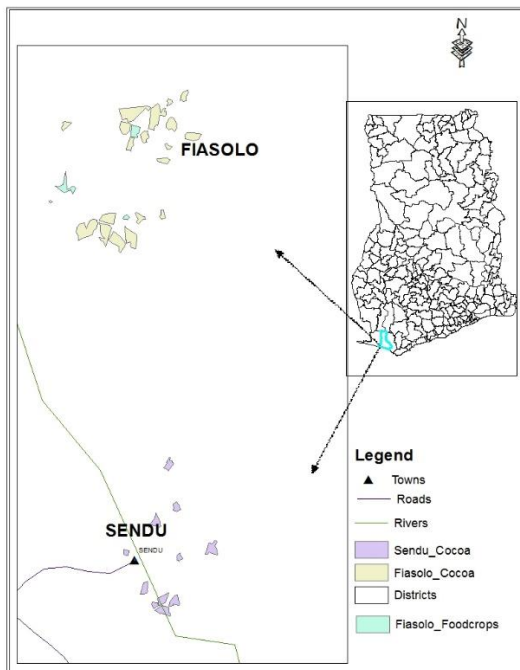 N
FIASOLO
SENDU
SENDU
Legend
Towns
Roads
Rivers
Sendu_Cocoa
Fiasolo_Cocoa
Districts
Fiasolo_Foodcrops